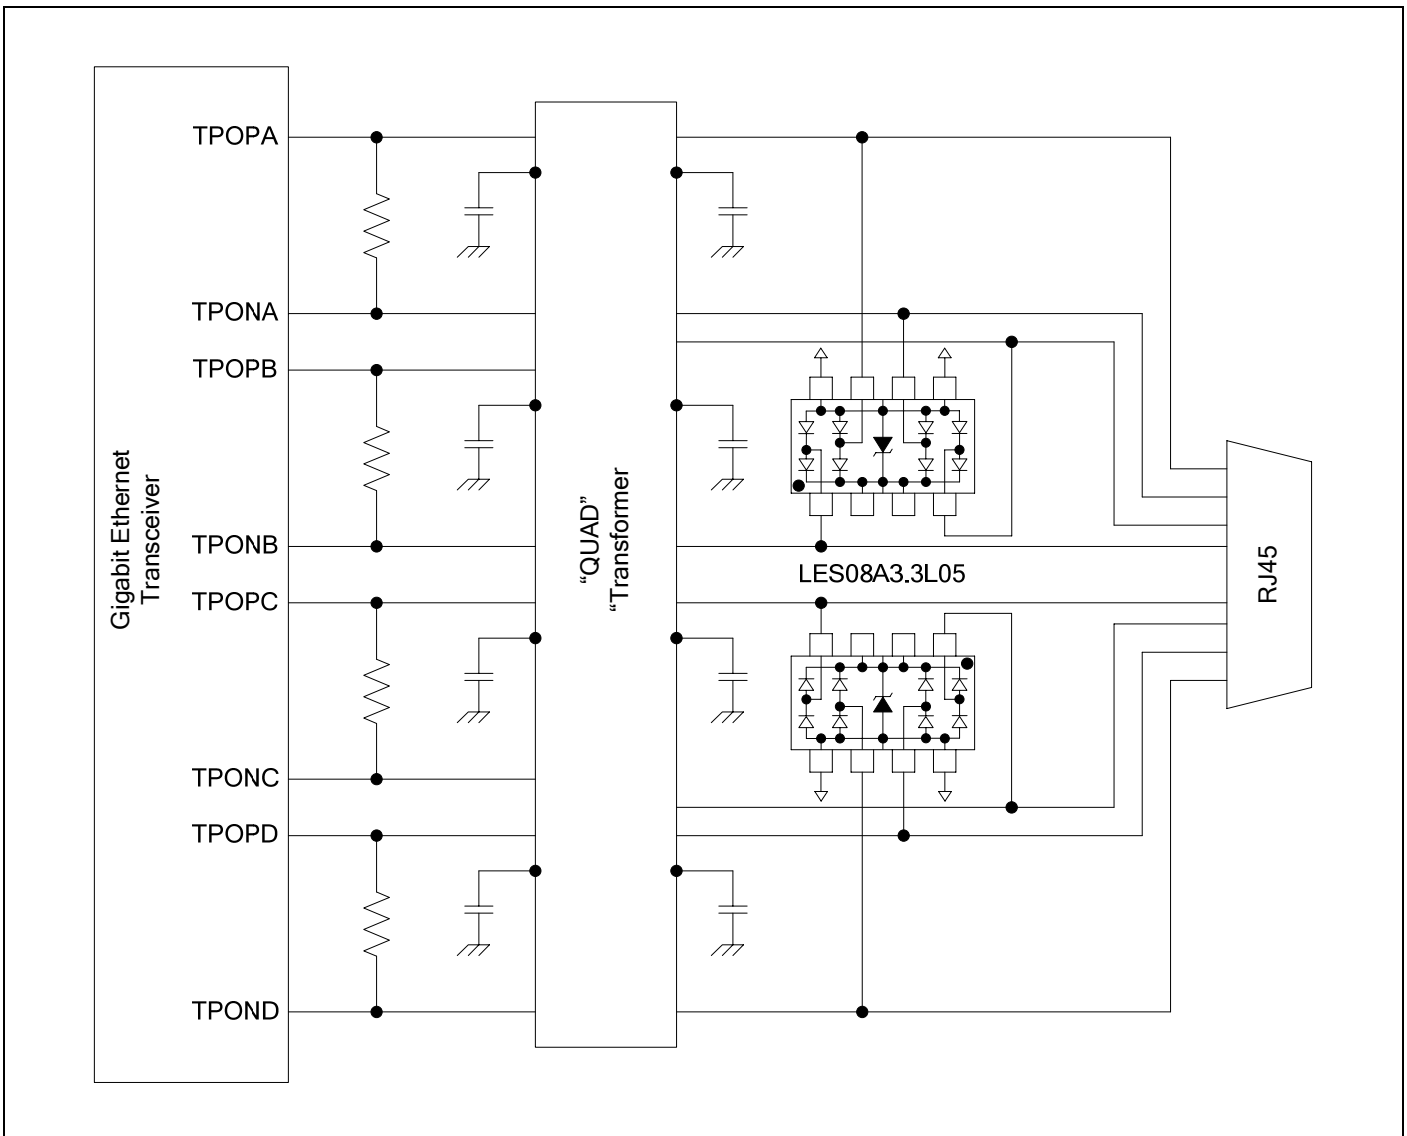 TPOPA
TPONA
TPOPB
TPONB
TPOPC
TPONC
TPOPD
TPOND
Gigabit Ethernet
Transceiver
“QUAD”
“Transformer
LES08A3.3L05
RJ45